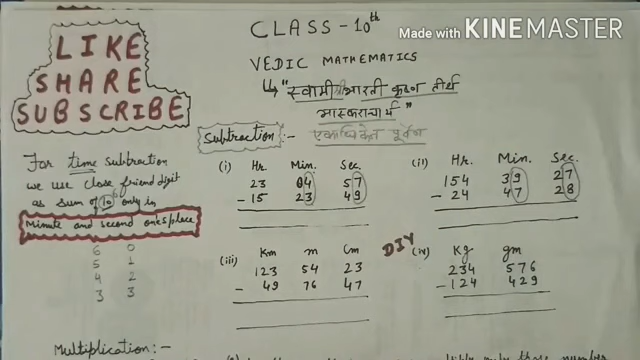 Made with KINEMASTER
CLASS - 10th
LIKE
SHARE
SUBSCRIBE
VEDIC MATHEMATICS
"स्वामी श्री भारती कृष्ण तीर्थ
भास्कराचार्य"
Subtraction :- एकाधिकेन पूर्वेण
For time subtraction
we use close friend digit
as sum of 10 only in
Minute and second one's place
6 0
5 1
4 2
3 3
(i) Hr. Min. Sec.
23 04 57
- 15 23 49
(ii) Hr. Min. Sec.
154 39 27
- 24 47 28
(iii) Km m Cm
123 54 23
- 49 76 47
DIY (iv) Kg gm
234 576
- 124 429
Multiplication :-